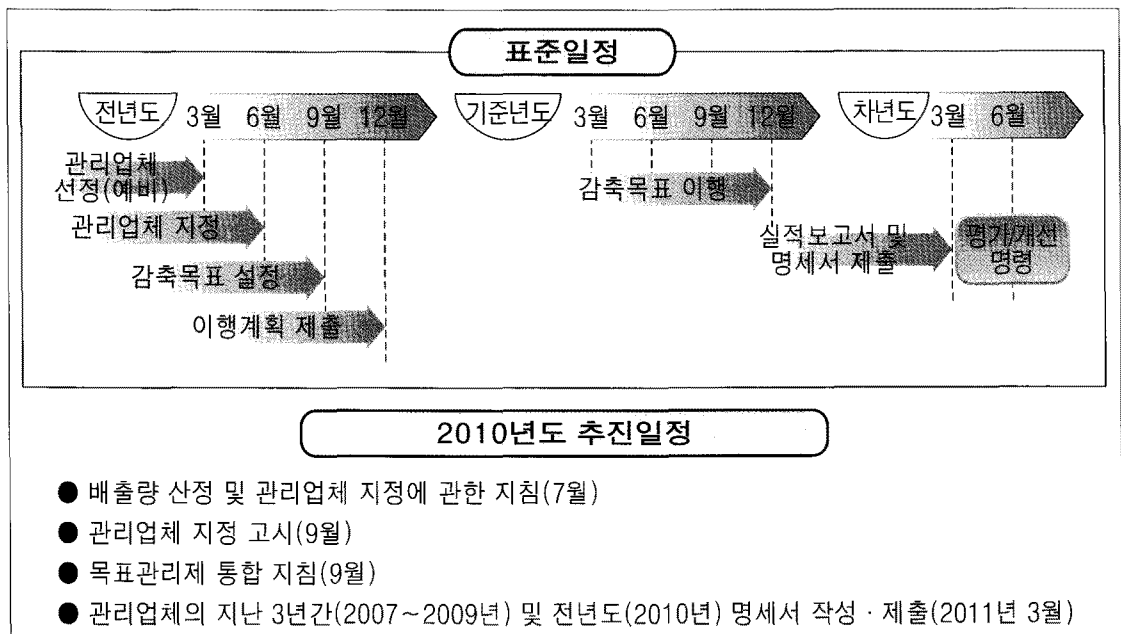 표준일정
전년도 3월 6월 9월 12월 기준년도 3월 6월 9월 12월 차년도 3월 6월
관리업체
선정(예비)
관리업체 지정
감축목표 설정
이행계획 제출
감축목표 이행
실적보고서 및
명세서 제출
평가/개선
명령
2010년도 추진일정
● 배출량 산정 및 관리업체 지정에 관한 지침(7월)
● 관리업체 지정 고시(9월)
● 목표관리제 통합 지침(9월)
● 관리업체의 지난 3년간(2007~2009년) 및 전년도(2010년) 명세서 작성 · 제출(2011년 3월)